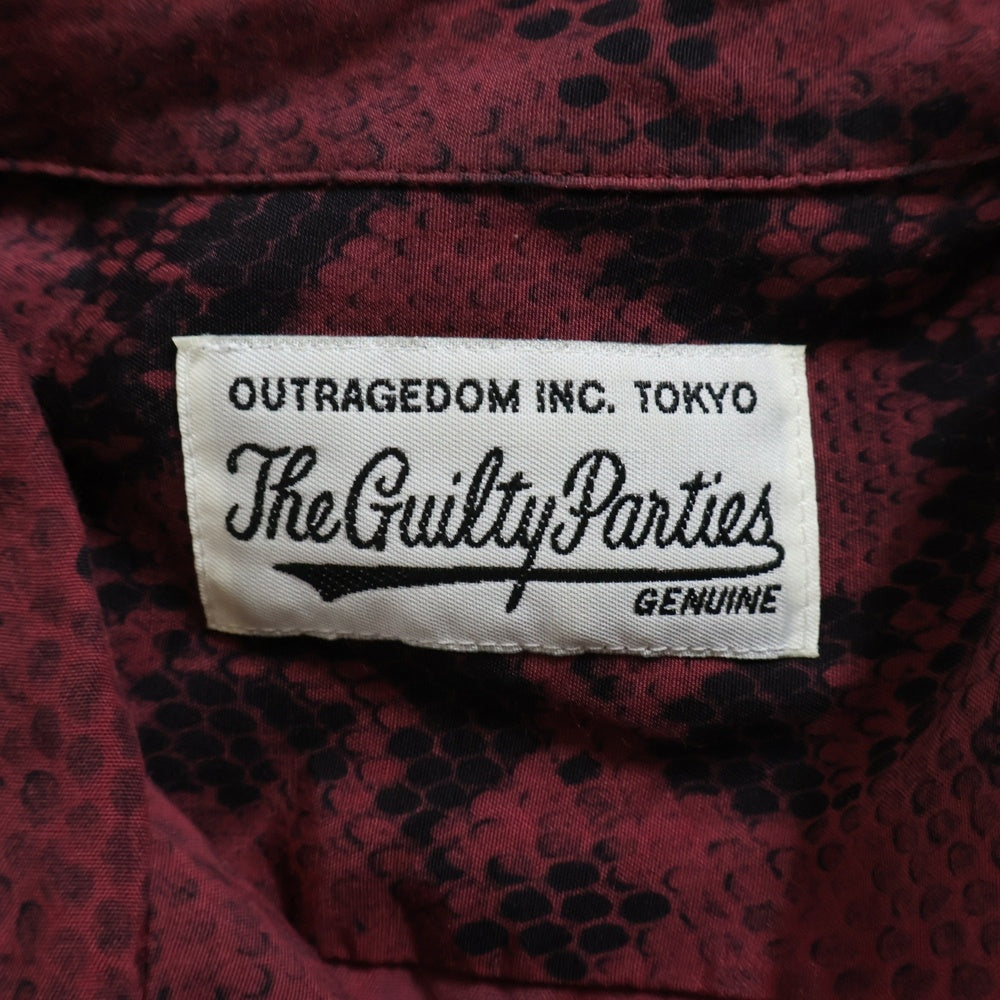 OUTRAGEDOM INC. TOKYO
The Guilty Parties
GENUINE